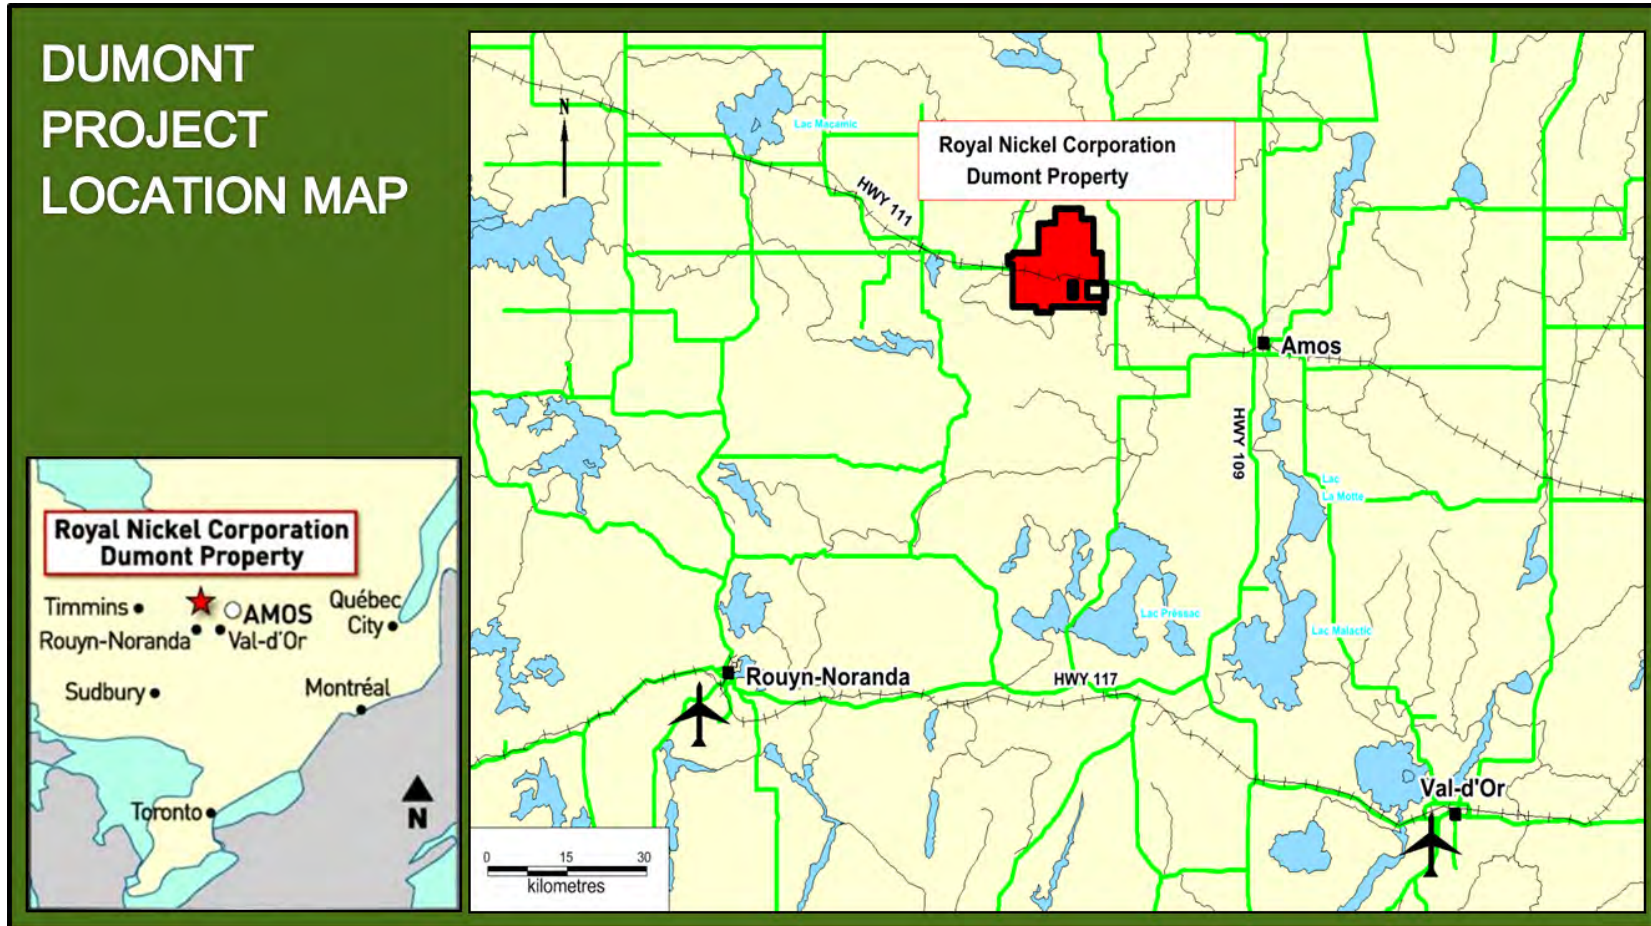 DUMONT
PROJECT
LOCATION MAP
Royal Nickel Corporation
Dumont Property
Timmins
AMOS
Québec
City
Rouyn-Noranda
Val-d'Or
Sudbury
Montréal
Toronto
N
N
Lac Macamic
Royal Nickel Corporation
Dumont Property
HWY 111
Amos
HWY 109
Lac
La Motte
Lac Préssac
Lac Malactic
Rouyn-Noranda
HWY 117
Val-d'Or
0 15 30
kilometres